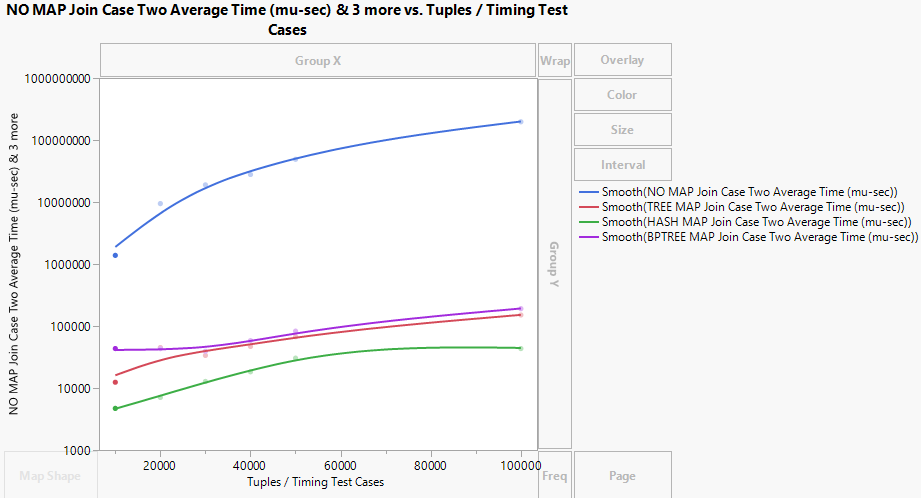 NO MAP Join Case Two Average Time (mu-sec) & 3 more vs. Tuples / Timing Test
Cases
Group X
Wrap
Overlay
Color
Size
Interval
NO MAP Join Case Two Average Time (mu-sec) & 3 more
1000000000
100000000
10000000
1000000
100000
10000
1000
Smooth(NO MAP Join Case Two Average Time (mu-sec))
Smooth(TREE MAP Join Case Two Average Time (mu-sec))
Smooth(HASH MAP Join Case Two Average Time (mu-sec))
Smooth(BPTREE MAP Join Case Two Average Time (mu-sec))
Group Y
20000 40000 60000 80000 100000
Tuples / Timing Test Cases
Map Shape
Freq
Page